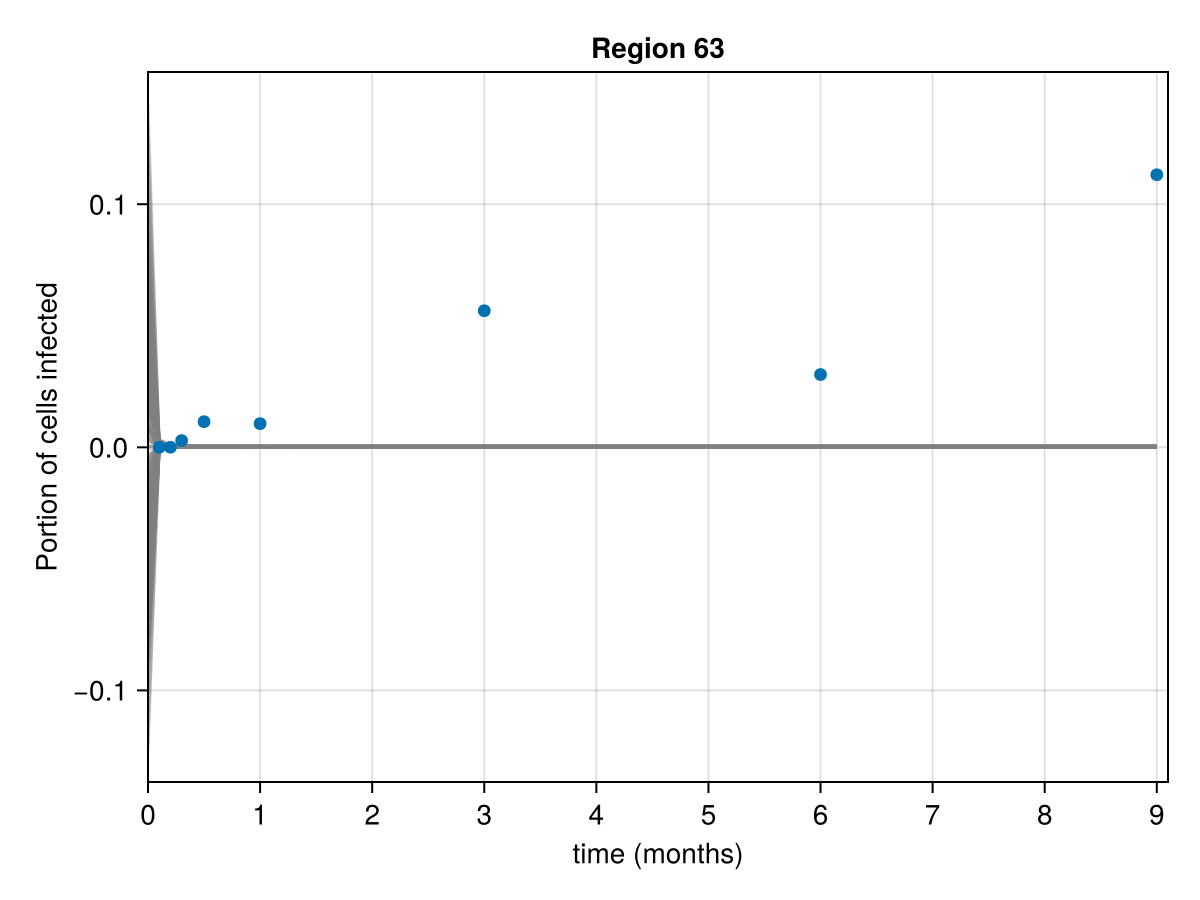 Region 63
Portion of cells infected
0.1
0.0
−0.1
0 1 2 3 4 5 6 7 8 9
time (months)